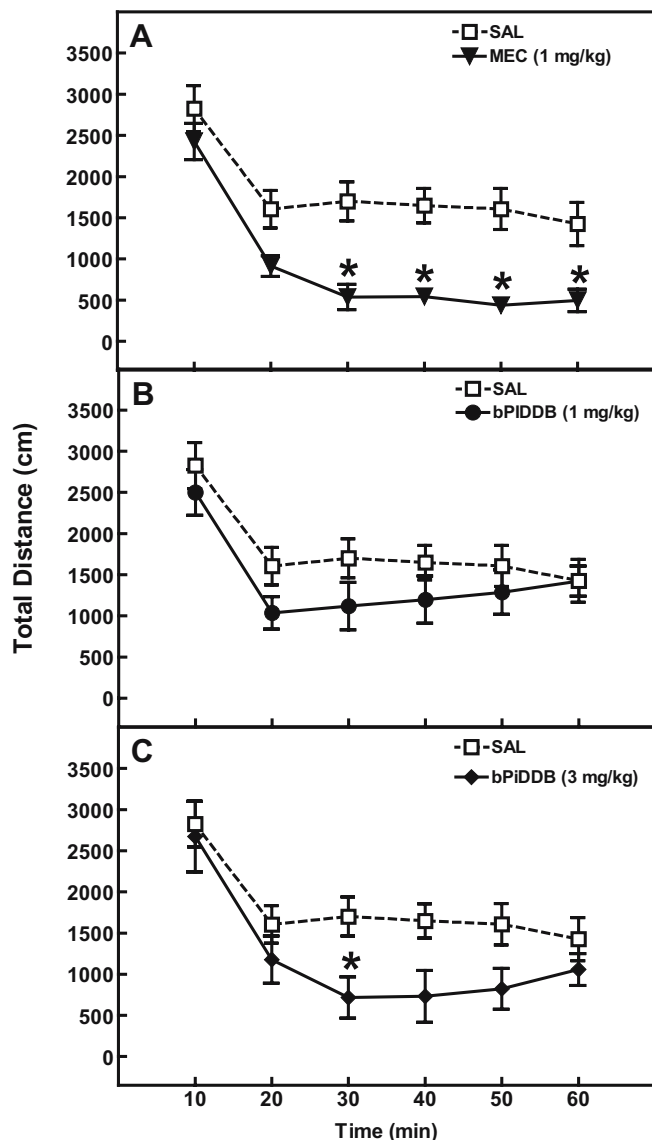 A
SAL
MEC (1 mg/kg)
3500
3000
2500
2000
1500
1000
500
0
* * * *
B
SAL
bPIDDB (1 mg/kg)
3500
3000
2500
2000
1500
1000
500
0
Total Distance (cm)
C
SAL
bPiDDB (3 mg/kg)
3500
3000
2500
2000
1500
1000
500
0
*
10 20 30 40 50 60
Time (min)